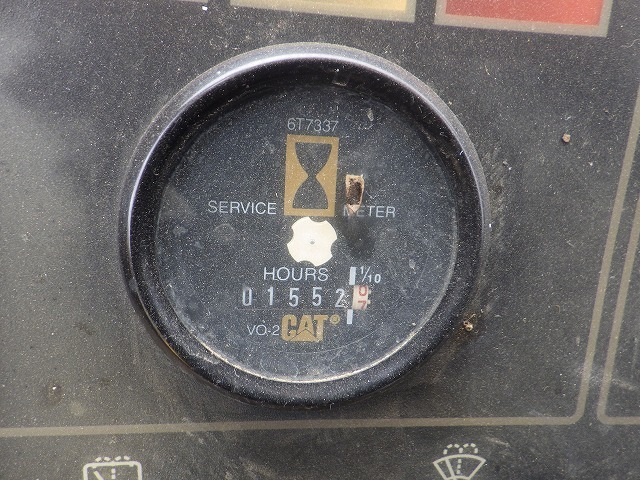 6T7337
SERVICE METER
HOURS 1/10
01552
VO-2 CAT